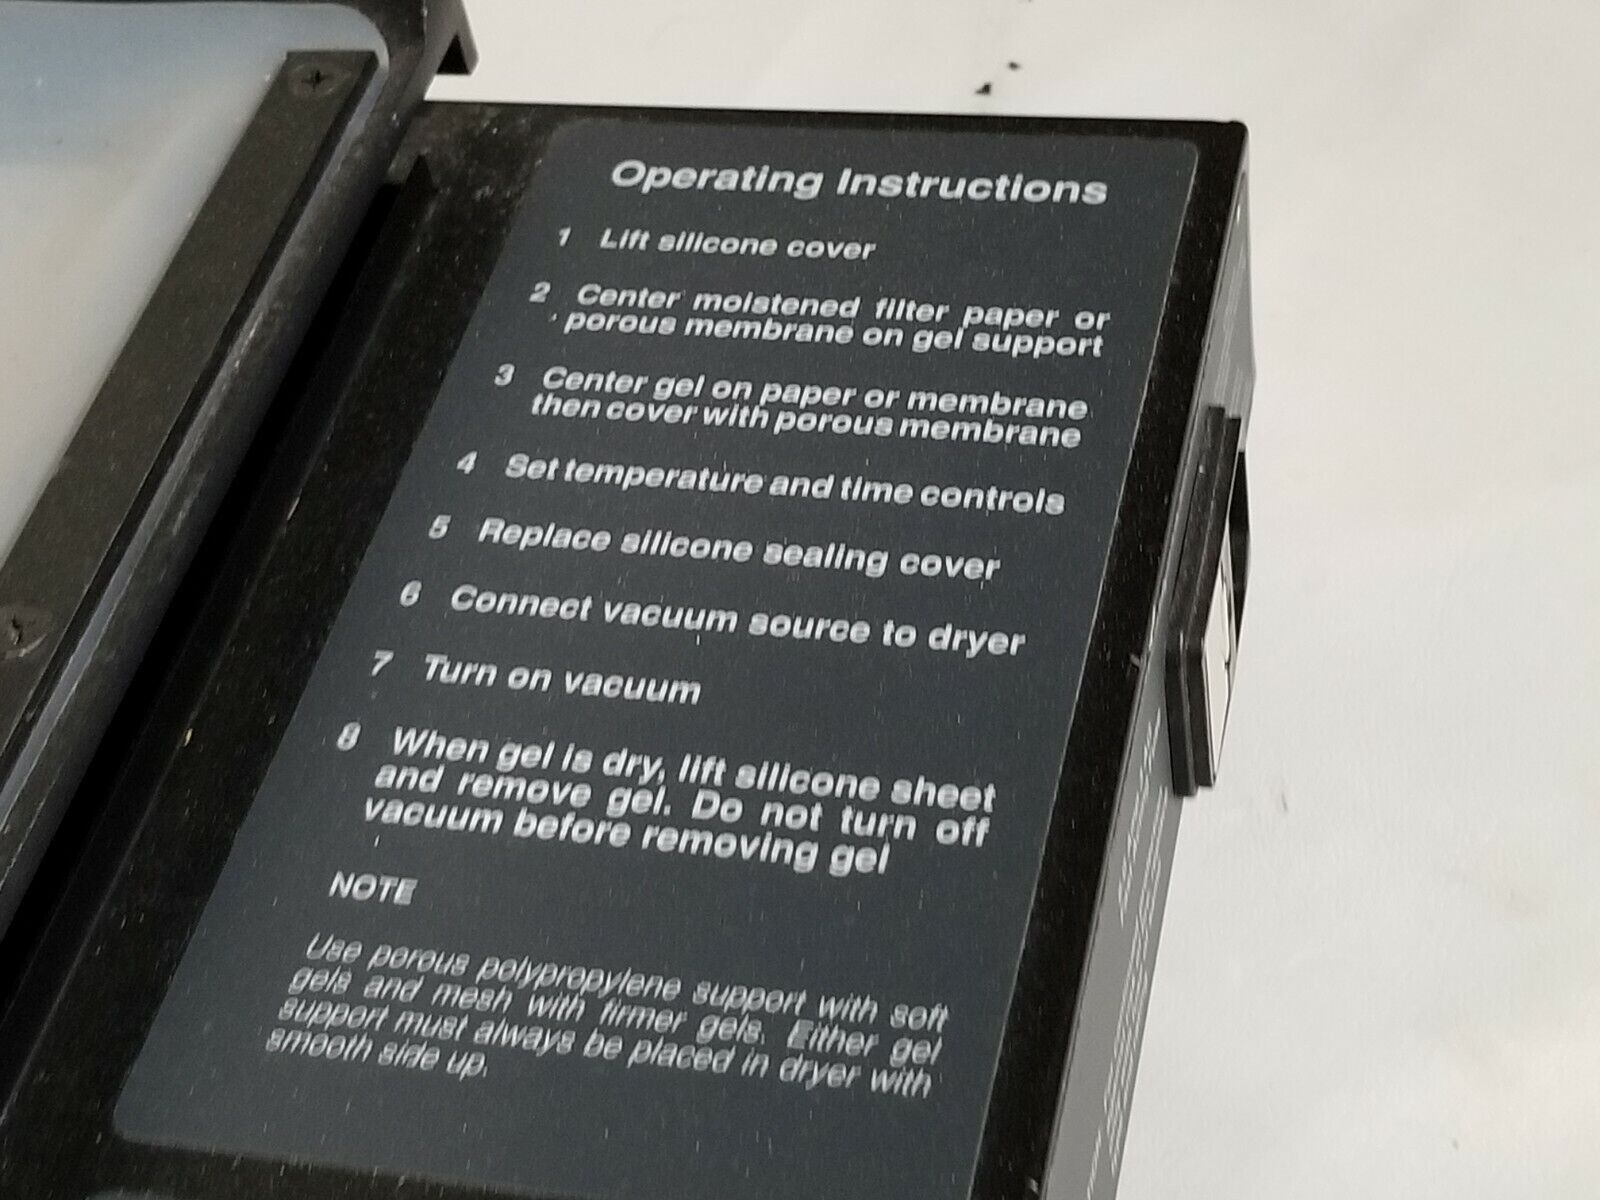 Operating Instructions
1 Lift silicone cover
2 Center moistened filter paper or
porous membrane on gel support
3 Center gel on paper or membrane
then cover with porous membrane
4 Set temperature and time controls
5 Replace silicone sealing cover
6 Connect vacuum source to dryer
7 Turn on vacuum
8 When gel is dry, lift silicone sheet
and remove gel. Do not turn off
vacuum before removing gel
NOTE
Use porous polypropylene support with soft
gels and mesh with firmer gels. Either gel
support must always be placed in dryer with
smooth side up.